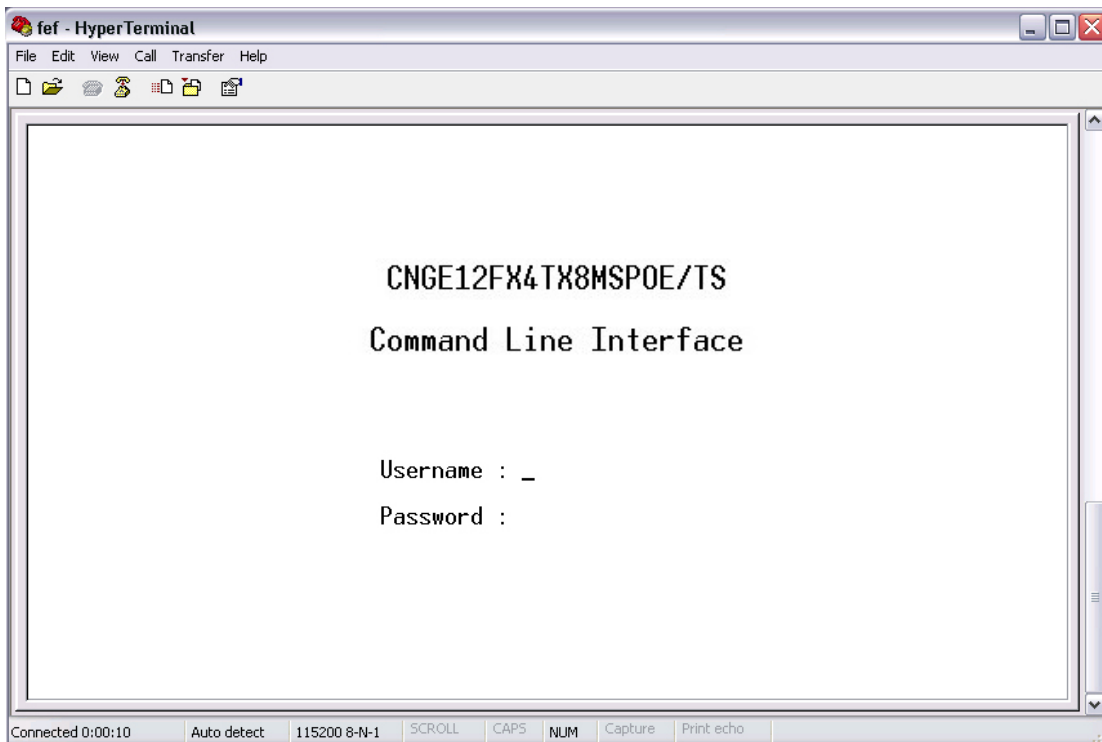 fef - HyperTerminal
File Edit View Call Transfer Help
CNGE12FX4TX8MSPOE/TS
Command Line Interface
Username : _
Password :
Connected 0:00:10 Auto detect 115200 8-N-1 SCROLL CAPS NUM Capture Print echo